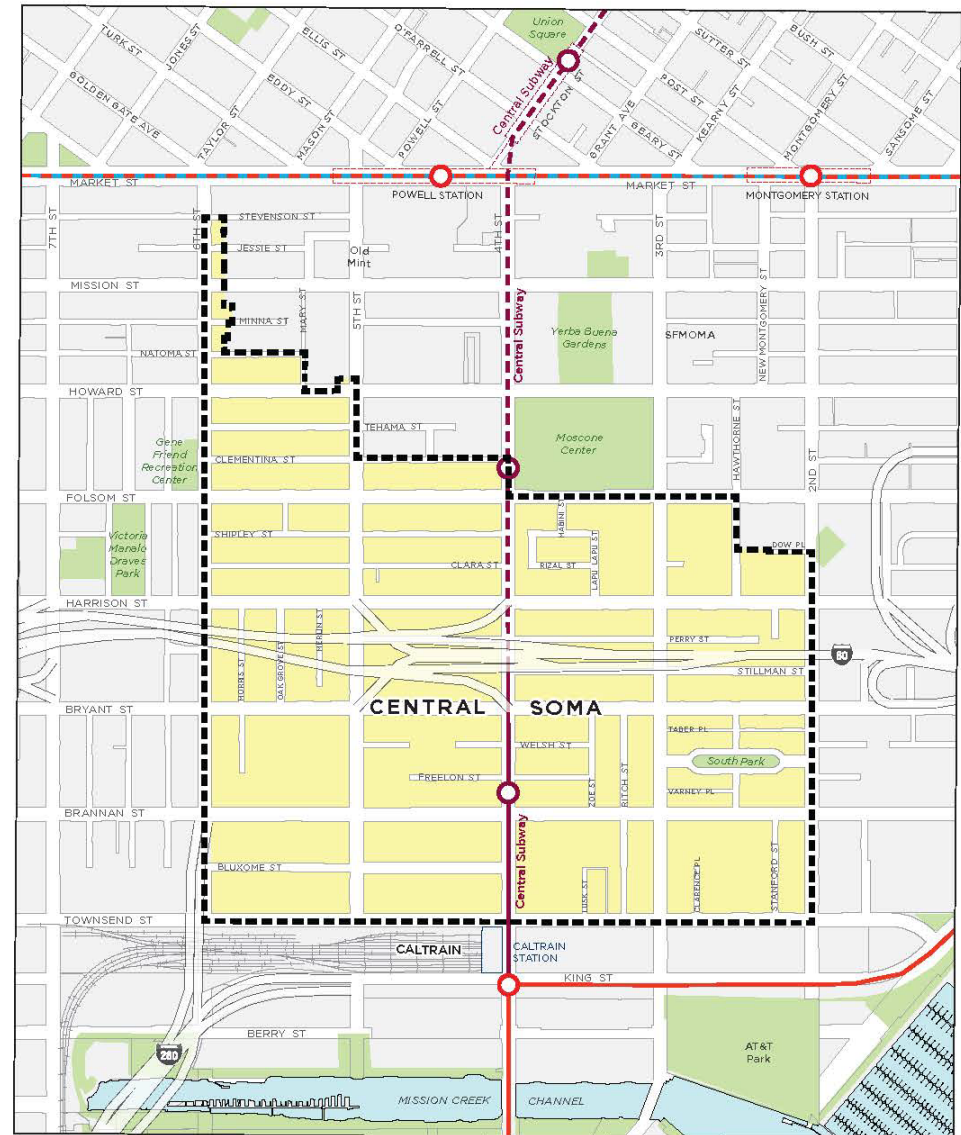 TURK ST
JONES ST
ELLIS ST
O'FARRELL ST
Union
Square
SUTTER ST
BUSH ST
GOLDEN GATE AVE
EDDY ST
Central Subway
STOCKTON ST
POST ST
TAYLOR ST
MASON ST
POWELL ST
GRANT AVE
GEARY ST
KEARNY ST
MONTGOMERY ST
SANSOME ST
MARKET ST
POWELL STATION
MARKET ST
MONTGOMERY STATION
7TH ST
6TH ST
STEVENSON ST
4TH ST
3RD ST
JESSIE ST
Old
Mint
MISSION ST
MARY ST
5TH ST
MINNA ST
NATOMA ST
Central Subway
Yerba Buena
Gardens
SFMOMA
NEW MONTGOMERY ST
HOWARD ST
TEHAMA ST
Gene
Friend
Recreation
Center
CLEMENTINA ST
Moscone
Center
HAWTHORNE ST
2ND ST
FOLSOM ST
SHIPLEY ST
MABINI ST
Victoria
Manalo
Draves
Park
CLARA ST
RIZAL ST
LAPU LAPU ST
DOW PL
HARRISON ST
HARRIS ST
OAK GROVE ST
MERLIN ST
PERRY ST
80
STILLMAN ST
BRYANT ST
CENTRAL SOMA
TABER PL
WELSH ST
South Park
FREELON ST
ZOE ST
RITCH ST
VARNEY PL
BRANNAN ST
Central Subway
BLUXOME ST
LUSK ST
CLARENCE PL
STANFORD ST
TOWNSEND ST
CALTRAIN
CALTRAIN
STATION
KING ST
BERRY ST
280
AT&T
Park
MISSION CREEK CHANNEL